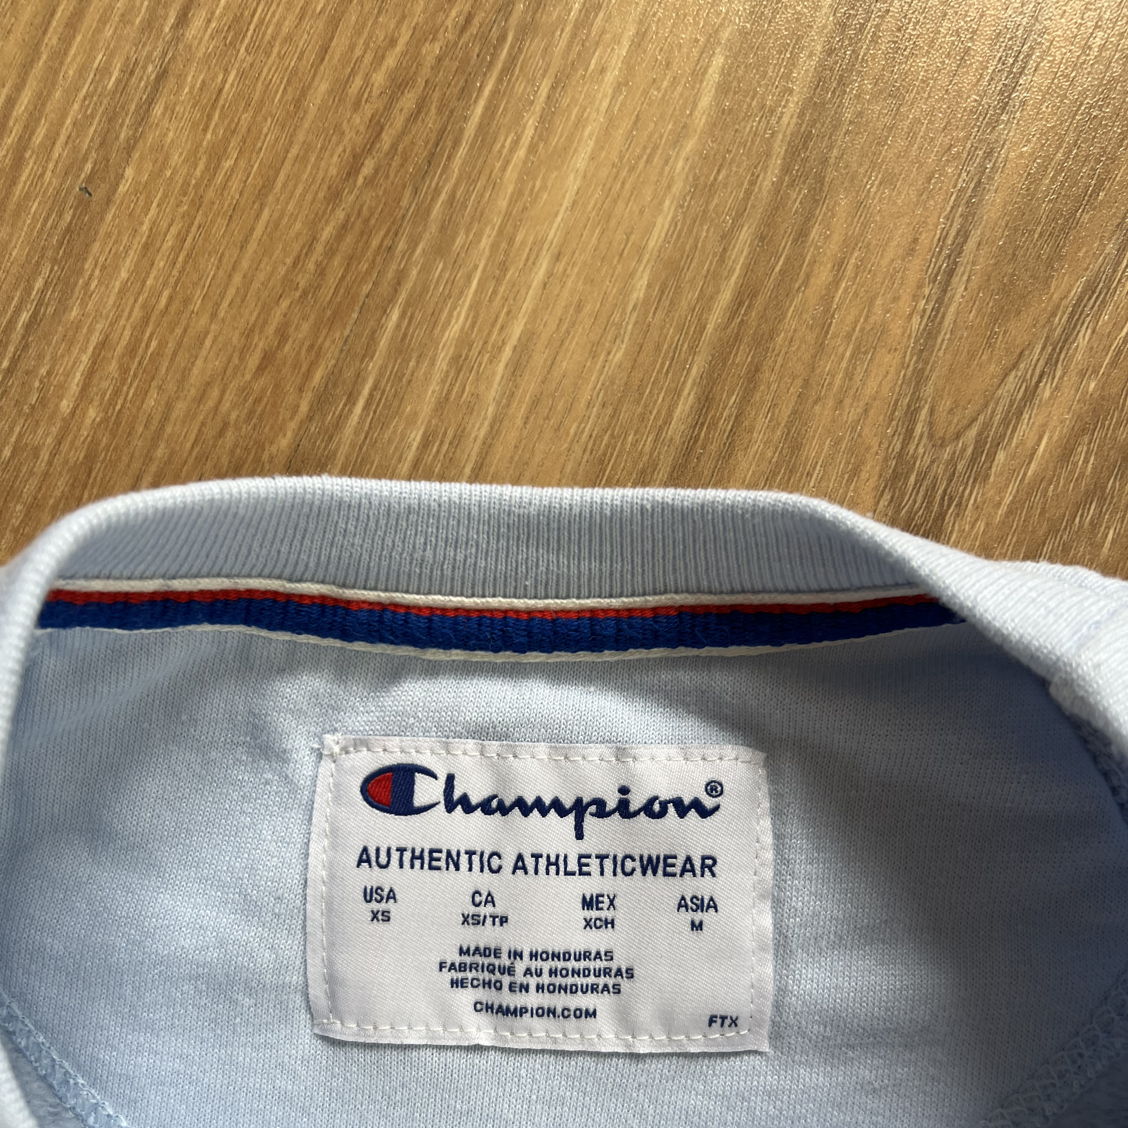 Champion®
AUTHENTIC ATHLETICWEAR
USA CA MEX ASIA
XS XS/TP XCH M
MADE IN HONDURAS
FABRIQUÉ AU HONDURAS
HECHO EN HONDURAS
CHAMPION.COM
FTX